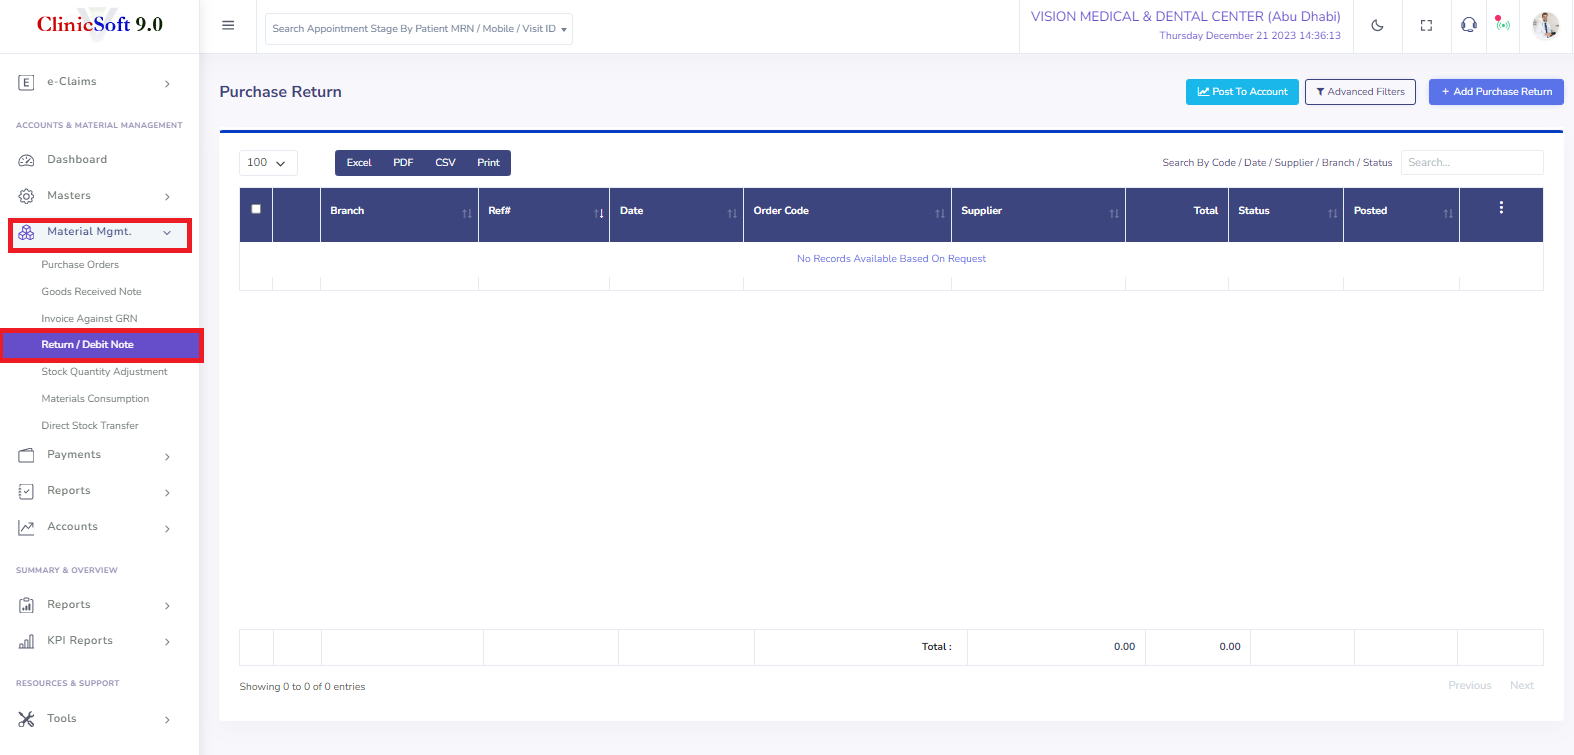 ClinicSoft 9.0
Search Appointment Stage By Patient MRN / Mobile / Visit ID
VISION MEDICAL & DENTAL CENTER (Abu Dhabi)
Thursday December 21 2023 14:36:13
E e-Claims
ACCOUNTS & MATERIAL MANAGEMENT
Dashboard
Masters
Material Mgmt.
Purchase Orders
Goods Received Note
Invoice Against GRN
Return / Debit Note
Stock Quantity Adjustment
Materials Consumption
Direct Stock Transfer
Payments
Reports
Accounts
SUMMARY & OVERVIEW
Reports
KPI Reports
RESOURCES & SUPPORT
Tools
Purchase Return
Post To Account Advanced Filters + Add Purchase Return
100 Excel PDF CSV Print Search By Code / Date / Supplier / Branch / Status Search...
Branch Ref# Date Order Code Supplier Total Status Posted
No Records Available Based On Request
Total : 0.00 0.00
Showing 0 to 0 of 0 entries Previous Next